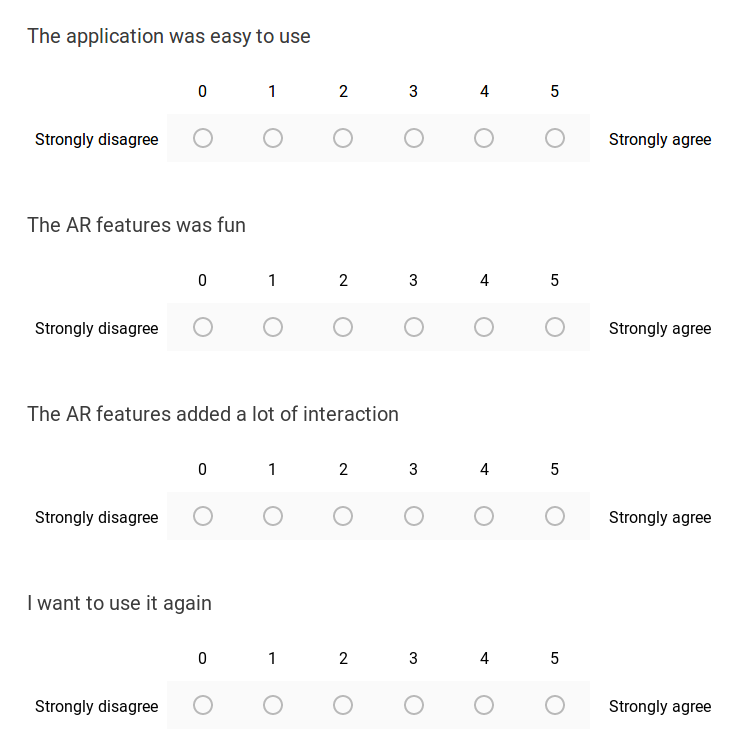 The application was easy to use
0 1 2 3 4 5
Strongly disagree Strongly agree
The AR features was fun
0 1 2 3 4 5
Strongly disagree Strongly agree
The AR features added a lot of interaction
0 1 2 3 4 5
Strongly disagree Strongly agree
I want to use it again
0 1 2 3 4 5
Strongly disagree Strongly agree